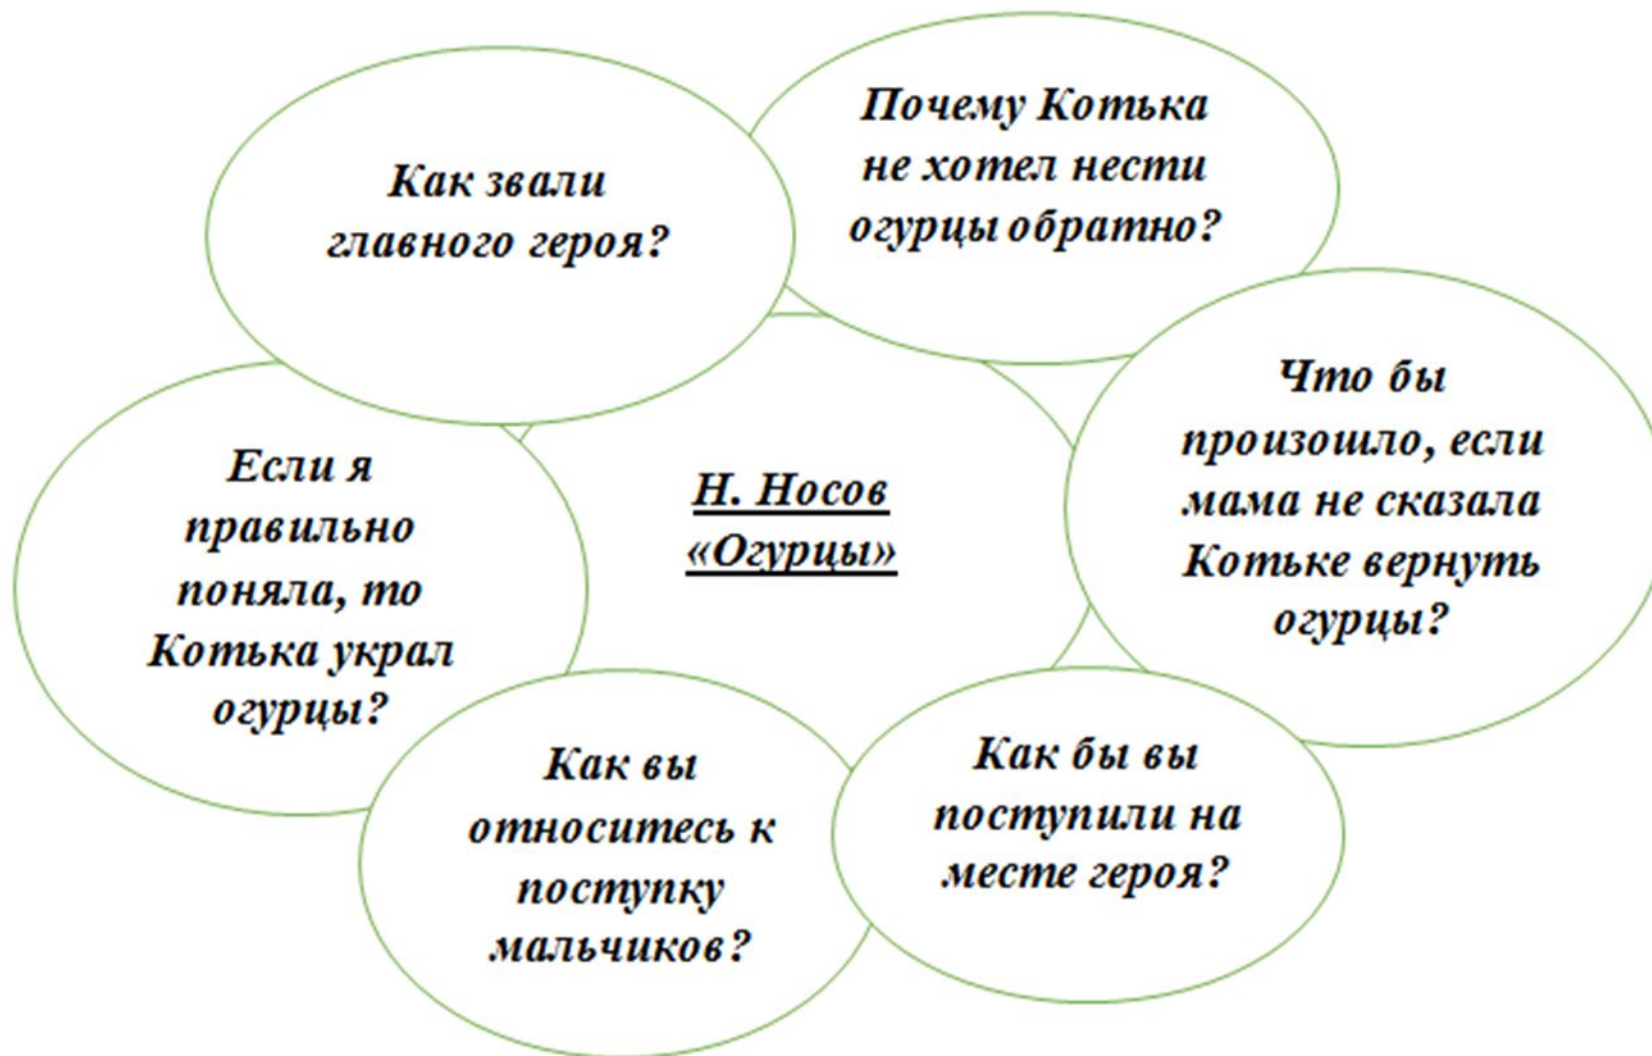 Как звали
главного героя?
Почему Котька
не хотел нести
огурцы обратно?
Что бы
произошло, если
мама не сказала
Котьке вернуть
огурцы?
Как бы вы
поступили на
месте героя?
Как вы
относитесь к
поступку
мальчиков?
Если я
правильно
поняла, то
Котька украл
огурцы?
Н. Носов
«Огурцы»